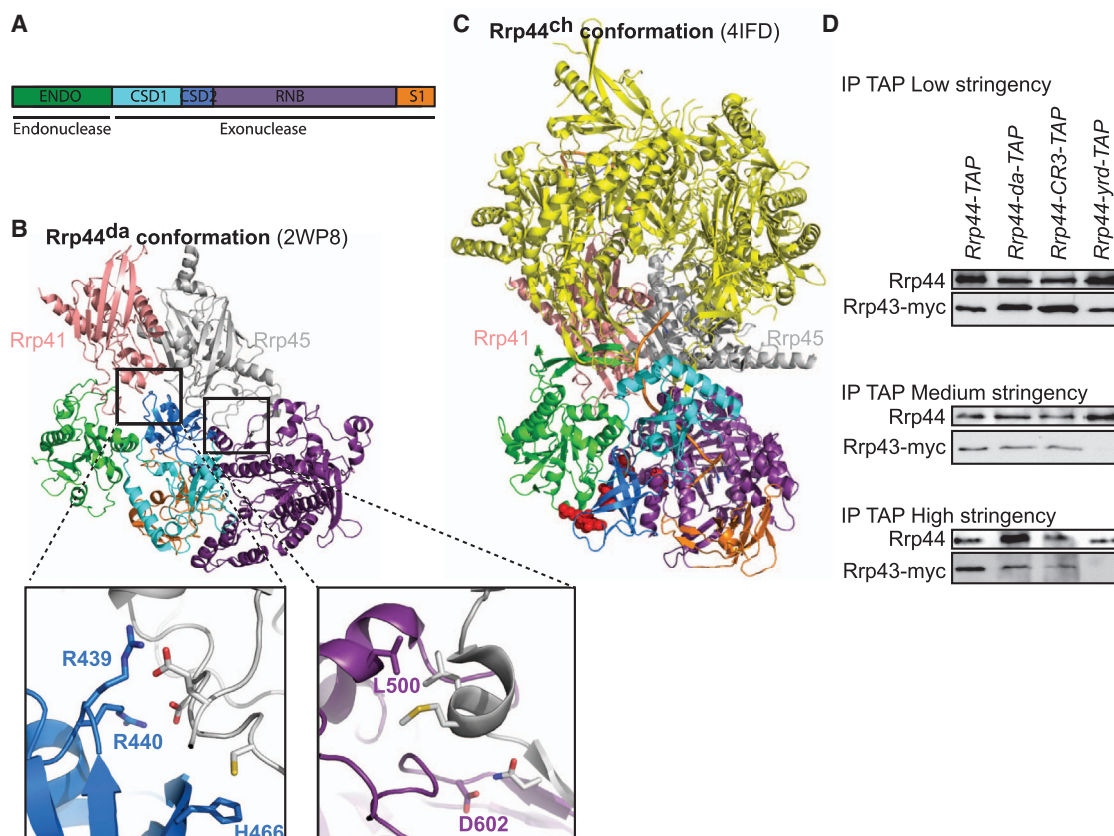 A
ENDO CSD1 CSD2 RNB S1
Endonuclease Exonuclease
B
Rrp44da conformation (2WP8)
Rrp41
Rrp45
R439
R440
H466
L500
D602
C
Rrp44ch conformation (4IFD)
Rrp41
Rrp45
D
IP TAP Low stringency
Rrp44-TAP
Rrp44-da-TAP
Rrp44-CR3-TAP
Rrp44-yrd-TAP
Rrp44
Rrp43-myc
IP TAP Medium stringency
Rrp44
Rrp43-myc
IP TAP High stringency
Rrp44
Rrp43-myc